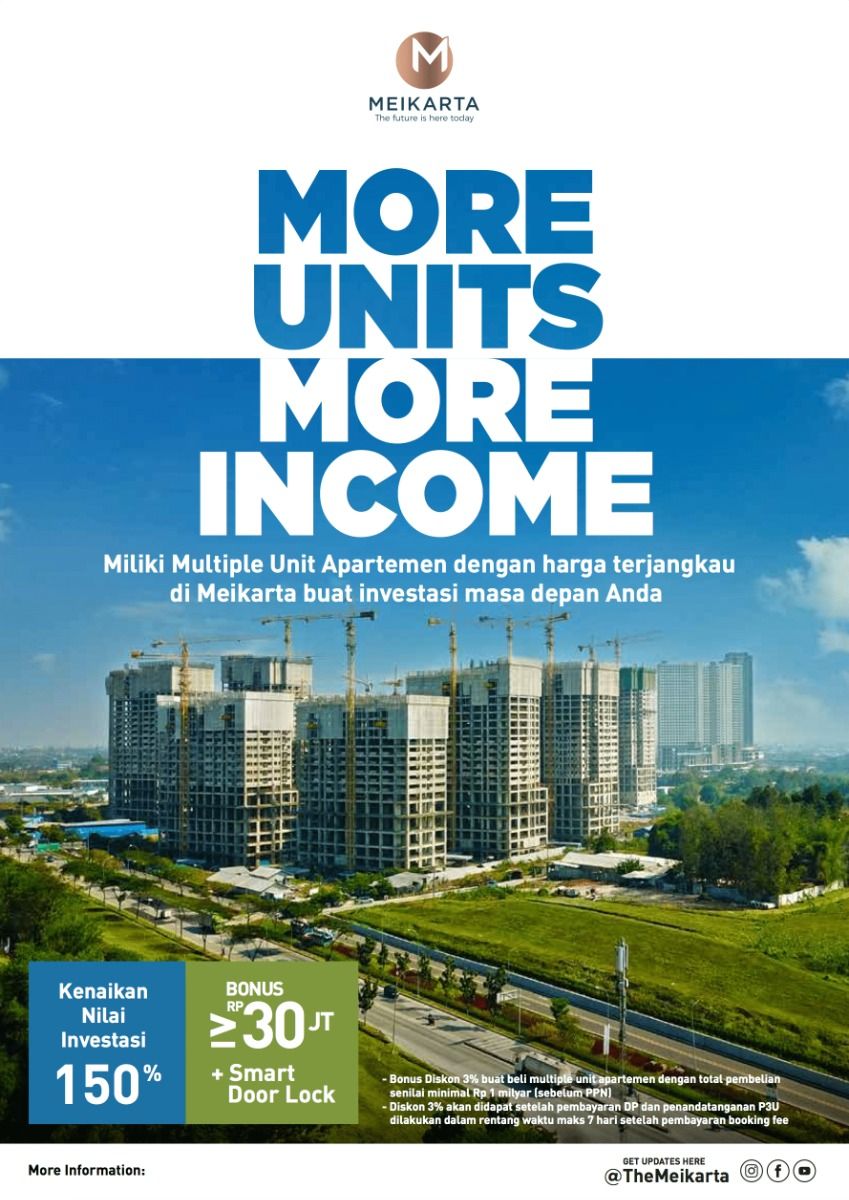 M
MEIKARTA
The future is here today
MORE
UNITS
MORE
INCOME
Miliki Multiple Unit Apartemen dengan harga terjangkau
di Meikarta buat investasi masa depan Anda
Kenaikan
Nilai
Investasi
150%
BONUS
RP
≥30 JT
+ Smart
Door Lock
- Bonus Diskon 3% buat beli multiple unit apartemen dengan total pembelian
senilai minimal Rp 1 milyar (sebelum PPN)
- Diskon 3% akan didapat setelah pembayaran DP dan penandatanganan P3U
dilakukan dalam rentang waktu maks 7 hari setelah pembayaran booking fee
More Information:
GET UPDATES HERE
@TheMeikarta